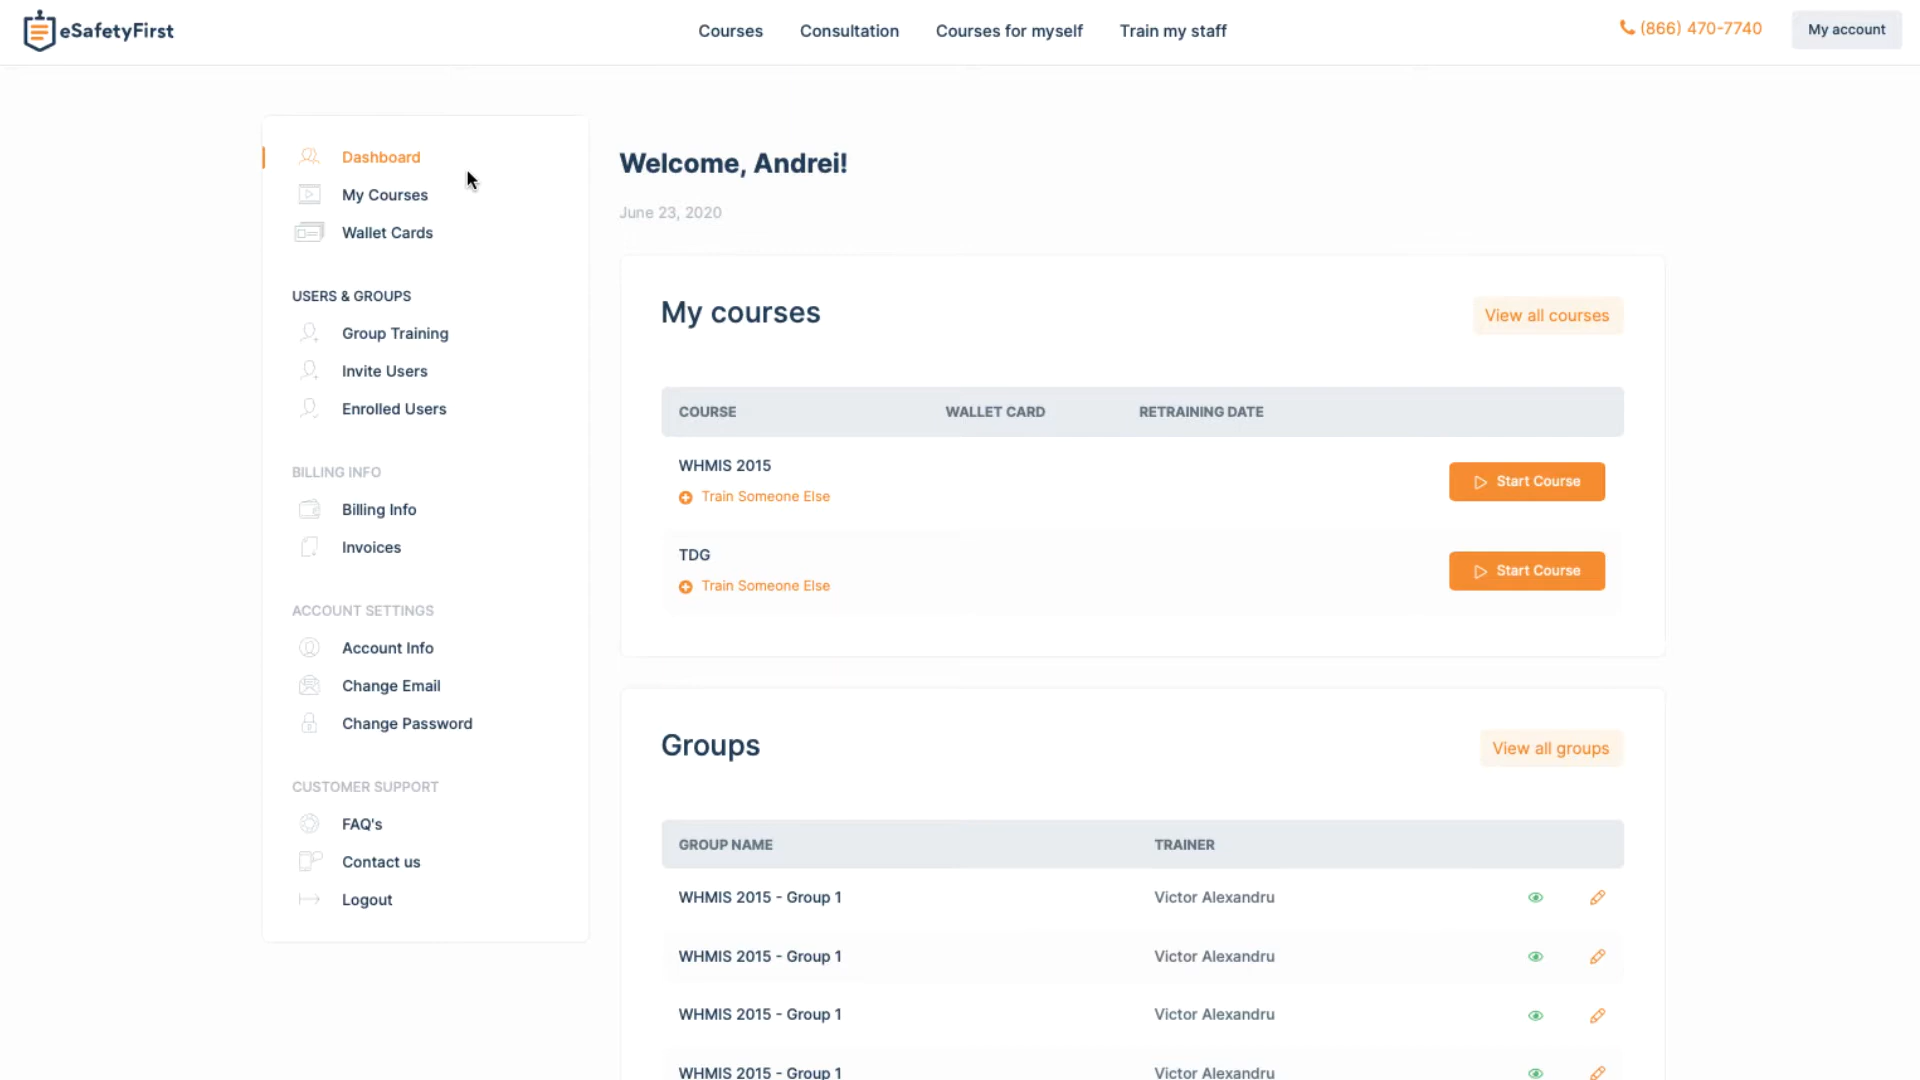 eSafetyFirst
Courses
Consultation
Courses for myself
Train my staff
(866) 470-7740
My account
Dashboard
My Courses
Wallet Cards
USERS & GROUPS
Group Training
Invite Users
Enrolled Users
BILLING INFO
Billing Info
Invoices
ACCOUNT SETTINGS
Account Info
Change Email
Change Password
CUSTOMER SUPPORT
FAQ's
Contact us
Logout
Welcome, Andrei!
June 23, 2020
My courses
View all courses
COURSE WALLET CARD RETRAINING DATE
WHMIS 2015
Train Someone Else
Start Course
TDG
Train Someone Else
Start Course
Groups
View all groups
GROUP NAME TRAINER
WHMIS 2015 - Group 1 Victor Alexandru
WHMIS 2015 - Group 1 Victor Alexandru
WHMIS 2015 - Group 1 Victor Alexandru
WHMIS 2015 - Group 1 Victor Alexandru